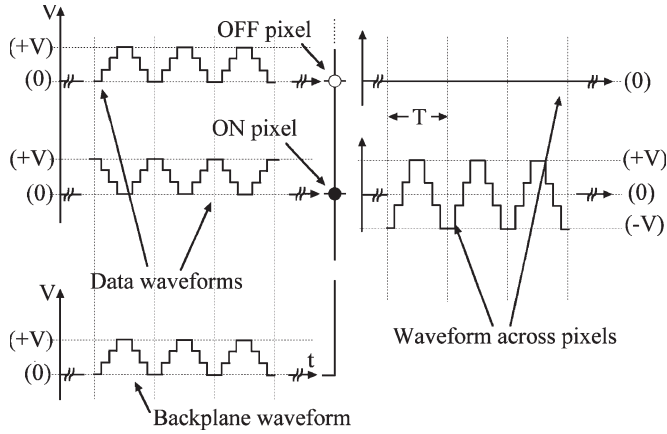 V
OFF pixel
(+V)
(0)
(0)
ON pixel
T
(+V)
(0)
(+V)
(0)
(-V)
Data waveforms
V
Waveform across pixels
(+V)
(0)
t
Backplane waveform